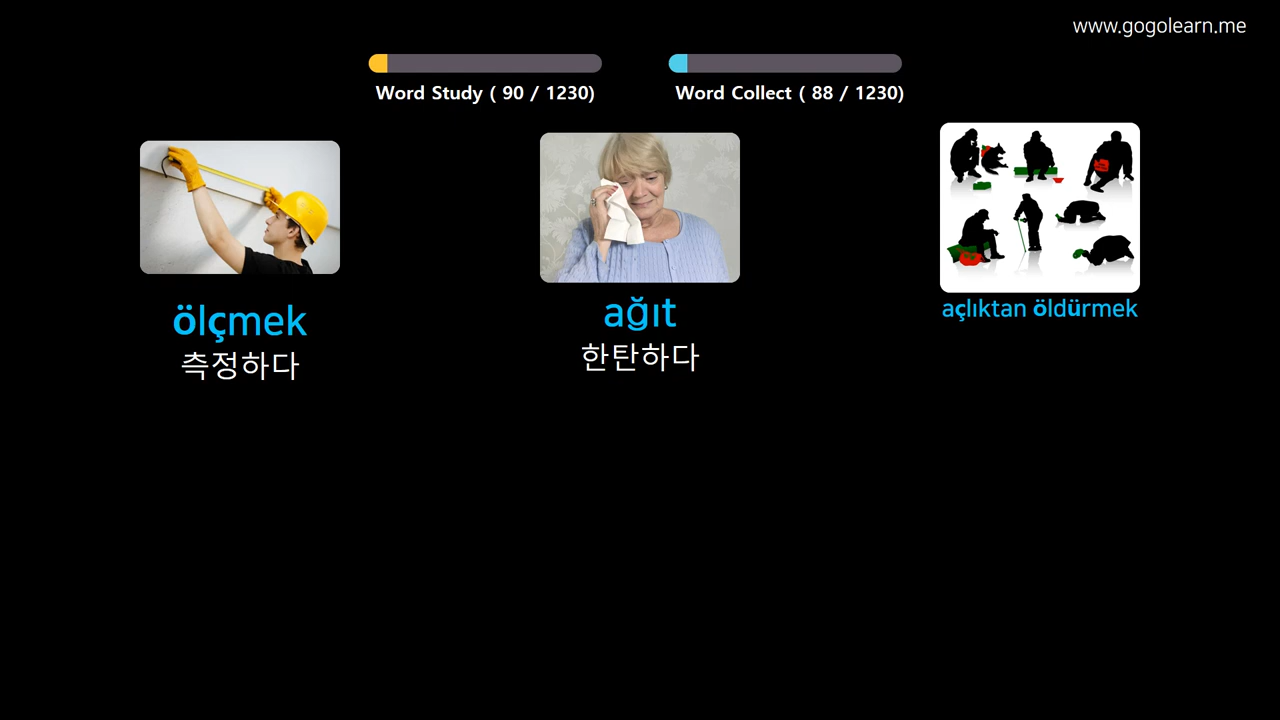 www.gogolearn.me
Word Study ( 90 / 1230)
Word Collect ( 88 / 1230)
ölçmek
측정하다
ağıt
한탄하다
açlıktan öldürmek